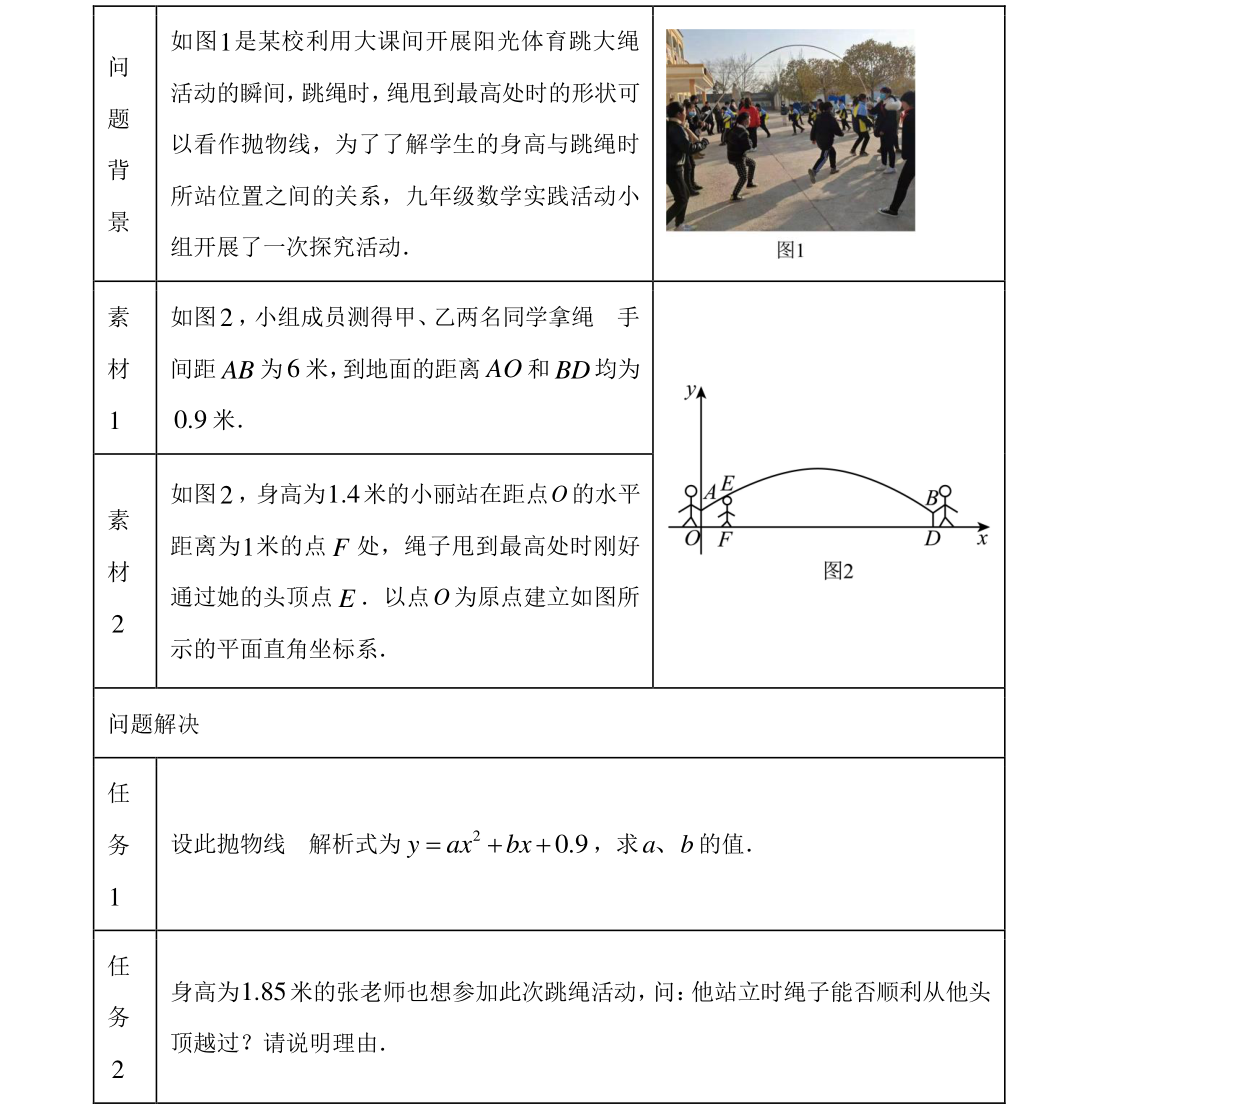 问题背景
如图1是某校利用大课间开展阳光体育跳大绳
活动的瞬间，跳绳时，绳甩到最高处时的形状可
以看作抛物线，为了了解学生的身高与跳绳时
所站位置之间的关系，九年级数学实践活动小
组开展了一次探究活动．
图1
素材1
如图2，小组成员测得甲、乙两名同学拿绳　手
间距AB为6米，到地面的距离AO和BD均为
0.9米．
素材2
如图2，身高为1.4米的小丽站在距点O的水平
距离为1米的点F处，绳子甩到最高处时刚好
通过她的头顶点E．以点O为原点建立如图所
示的平面直角坐标系．
y
A E B
O F D x
图2
问题解决
任务1
设此抛物线　解析式为y=ax²+bx+0.9，求a、b的值．
任务2
身高为1.85米的张老师也想参加此次跳绳活动，问：他站立时绳子能否顺利从他头
顶越过？请说明理由．